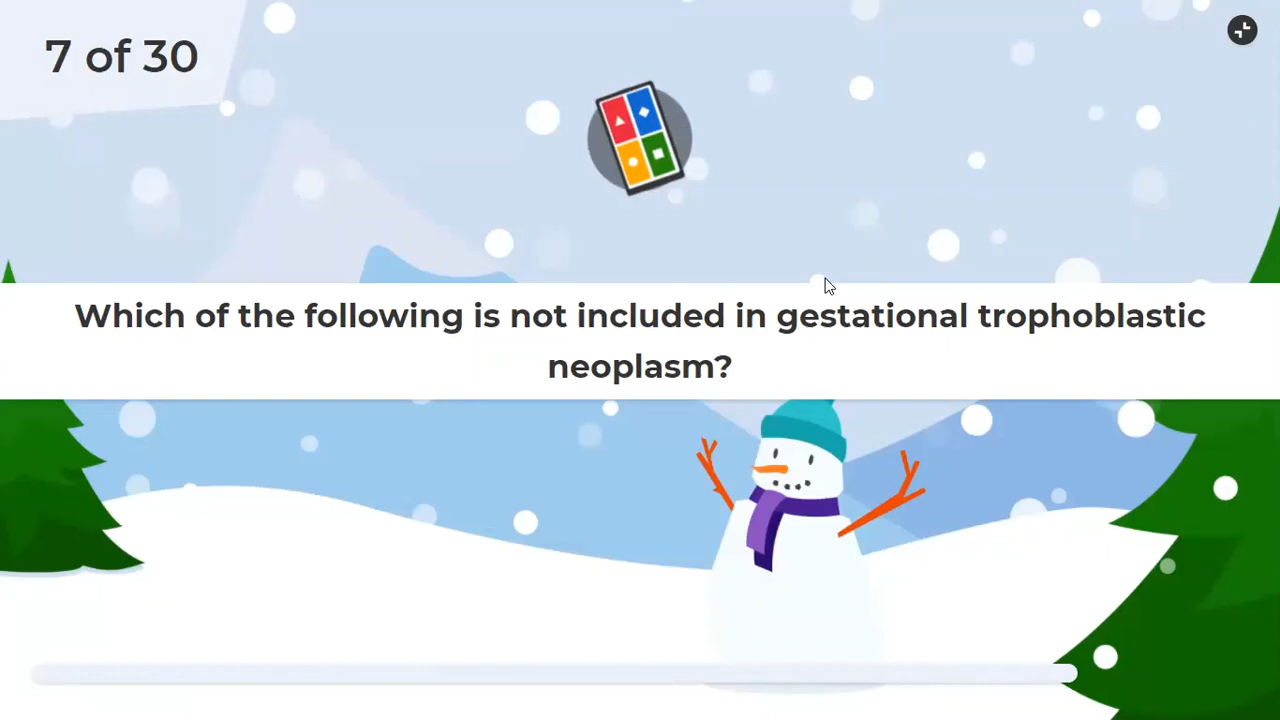 7 of 30
Which of the following is not included in gestational trophoblastic
neoplasm?